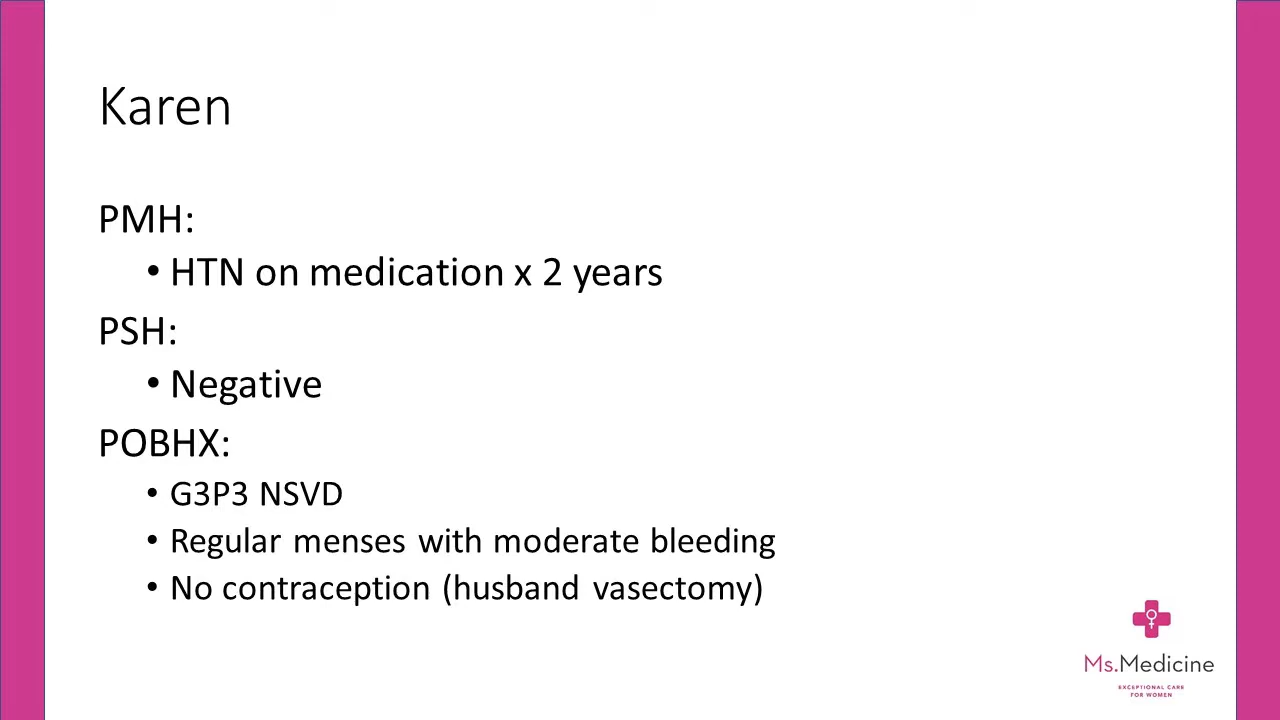 Karen
PMH:
• HTN on medication x 2 years
PSH:
• Negative
POBHX:
• G3P3 NSVD
• Regular menses with moderate bleeding
• No contraception (husband vasectomy)
Ms.Medicine
EXCEPTIONAL CARE
FOR WOMEN